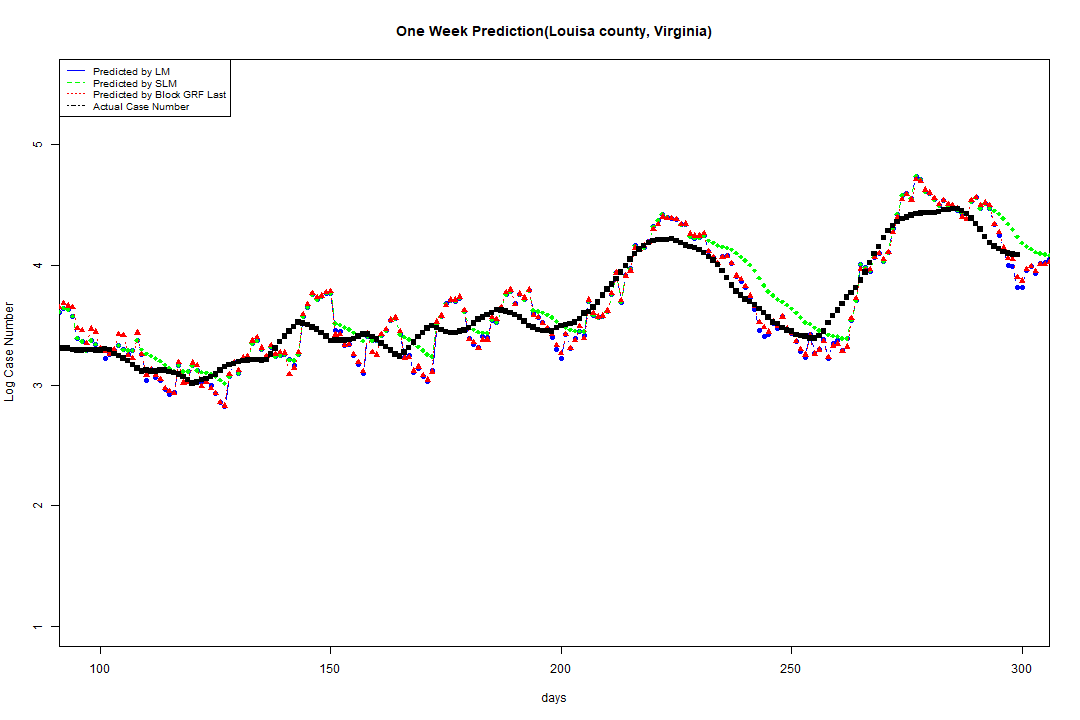 One Week Prediction(Louisa county, Virginia)
Predicted by LM
Predicted by SLM
Predicted by Block GRF Last
Actual Case Number
5
4
3
2
1
Log Case Number
100 150 200 250 300
days